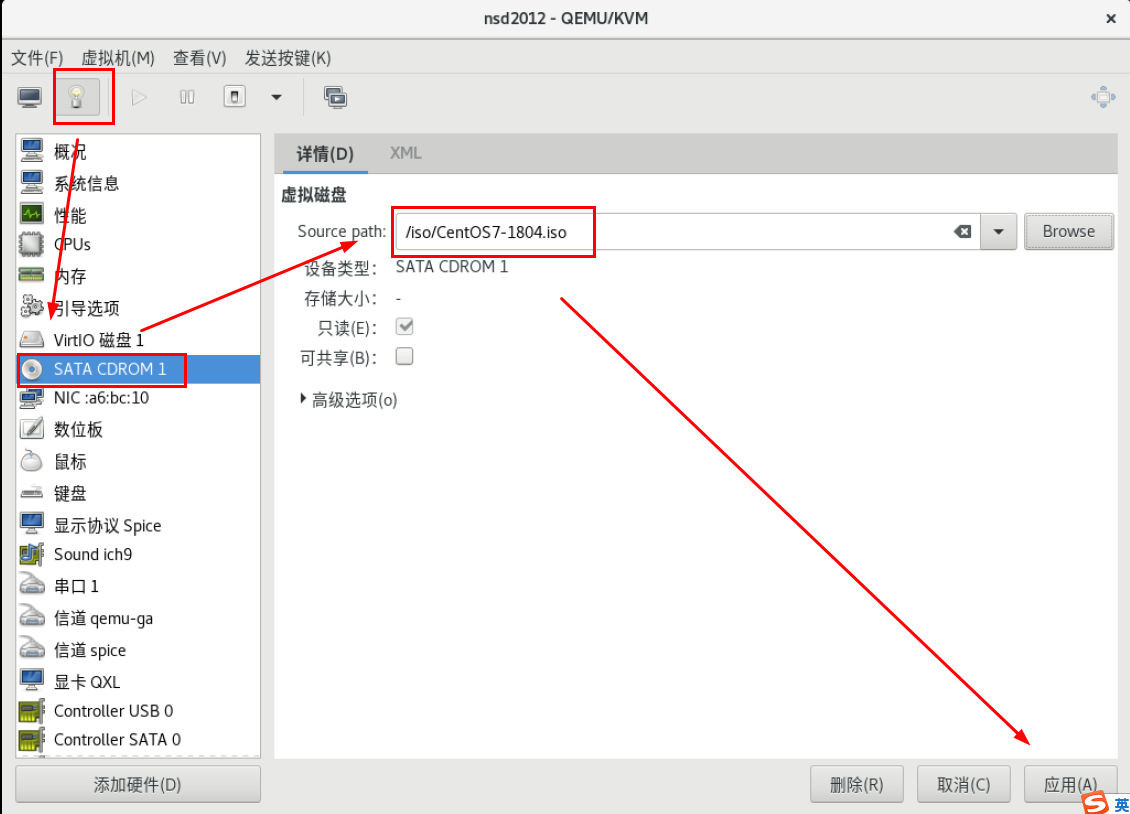 nsd2012 - QEMU/KVM
文件(F) 虚拟机(M) 查看(V) 发送按键(K)
概况
系统信息
性能
CPUs
内存
引导选项
VirtIO 磁盘 1
SATA CDROM 1
NIC :a6:bc:10
数位板
鼠标
键盘
显示协议 Spice
Sound ich9
串口 1
信道 qemu-ga
信道 spice
显卡 QXL
Controller USB 0
Controller SATA 0
添加硬件(D)
详情(D) XML
虚拟磁盘
Source path: /iso/CentOS7-1804.iso Browse
设备类型: SATA CDROM 1
存储大小: -
只读(E):
可共享(B):
高级选项(o)
删除(R) 取消(C) 应用(A)
S 英